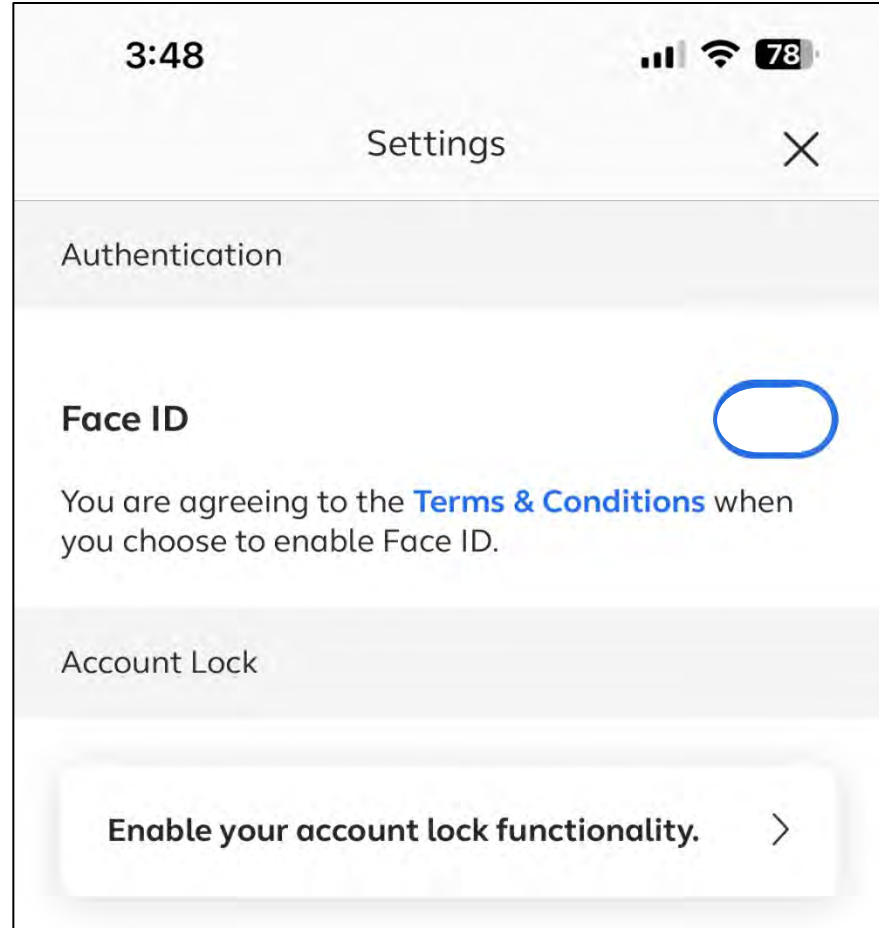 3:48
78
Settings
Authentication
Face ID
You are agreeing to the Terms & Conditions when
you choose to enable Face ID.
Account Lock
Enable your account lock functionality.